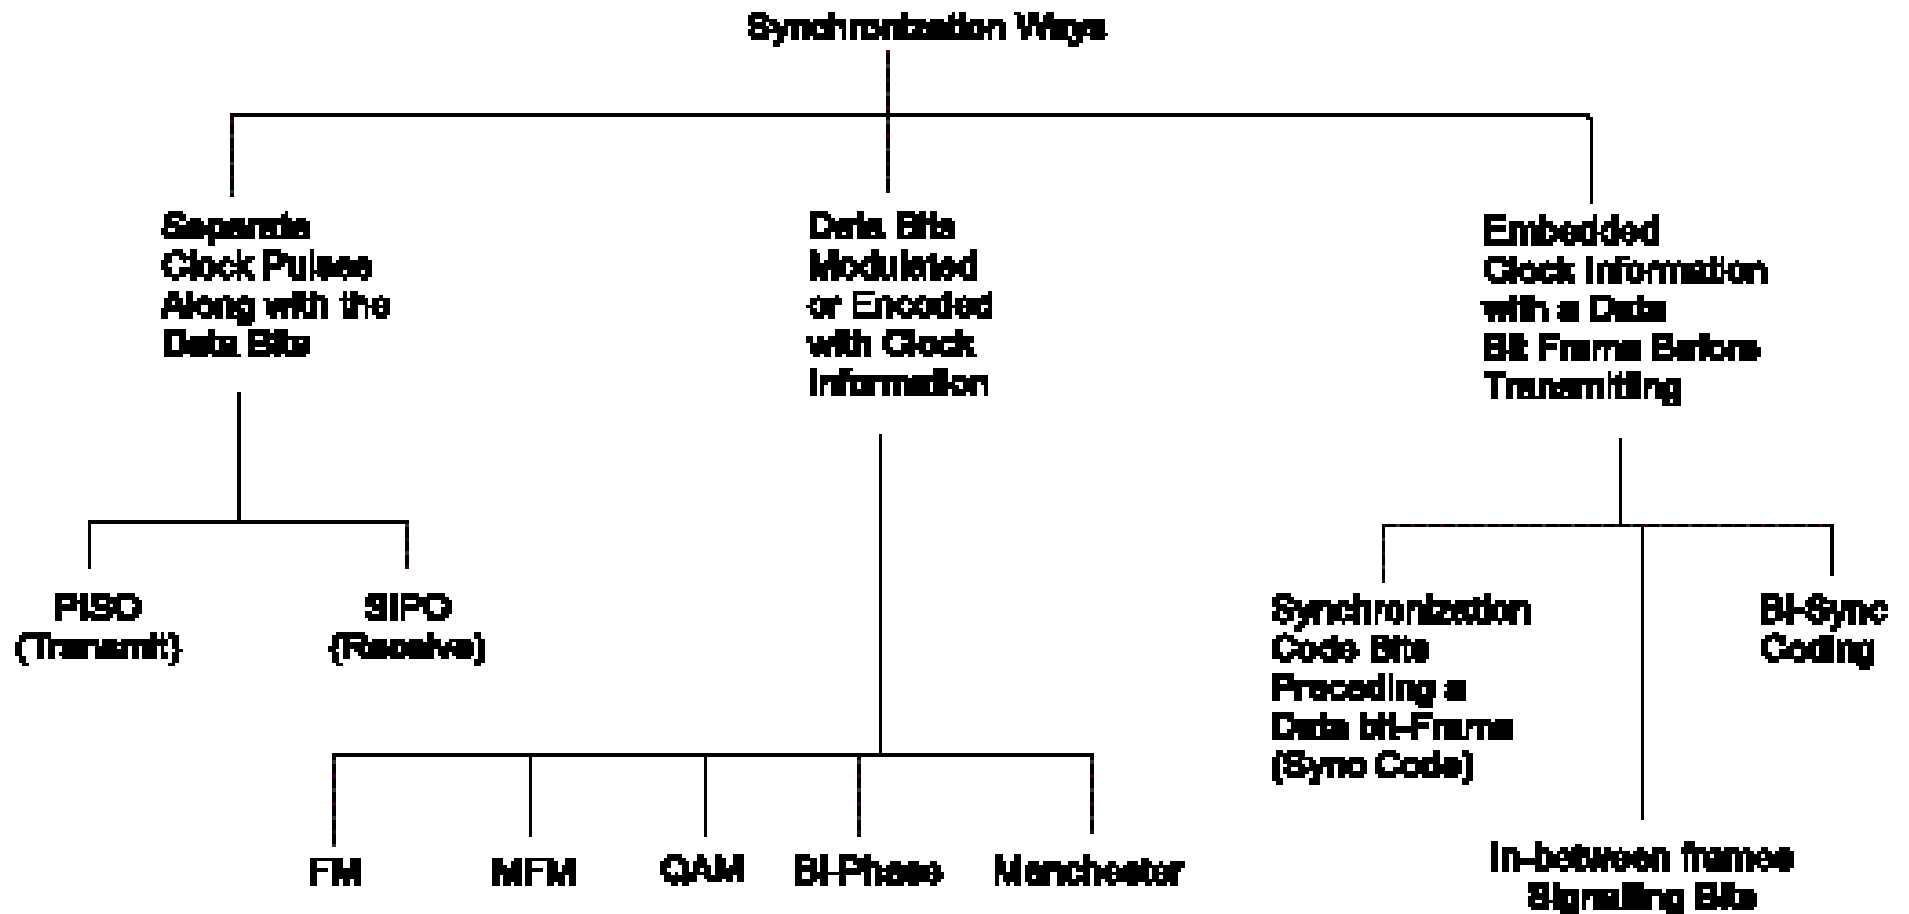 Synchronization Ways
Separate
Clock Pulses
Along with the
Data Bits
Data Bits
Modulated
or Encoded
with Clock
Information
Embedded
Clock Information
with a Data
Bit Frame Before
Transmitting
PISO
(Transmit)
SIPO
(Receive)
Synchronization
Code Bits
Preceding a
Data bit-Frame
(Sync Code)
Bi-Sync
Coding
FM
MFM
QAM
Bi-Phase
Manchester
In-between frames
Signalling Bits